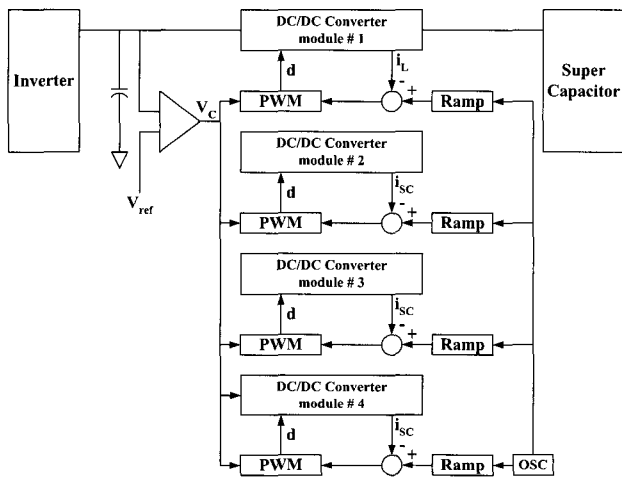 DC/DC Converter
module # 1
Inverter
Super
Capacitor
d
i_L
-
+
PWM
Ramp
V_C
V_ref
DC/DC Converter
module # 2
d
i_SC
-
+
PWM
Ramp
DC/DC Converter
module # 3
d
i_SC
-
+
PWM
Ramp
DC/DC Converter
module # 4
d
i_SC
-
+
PWM
Ramp
OSC